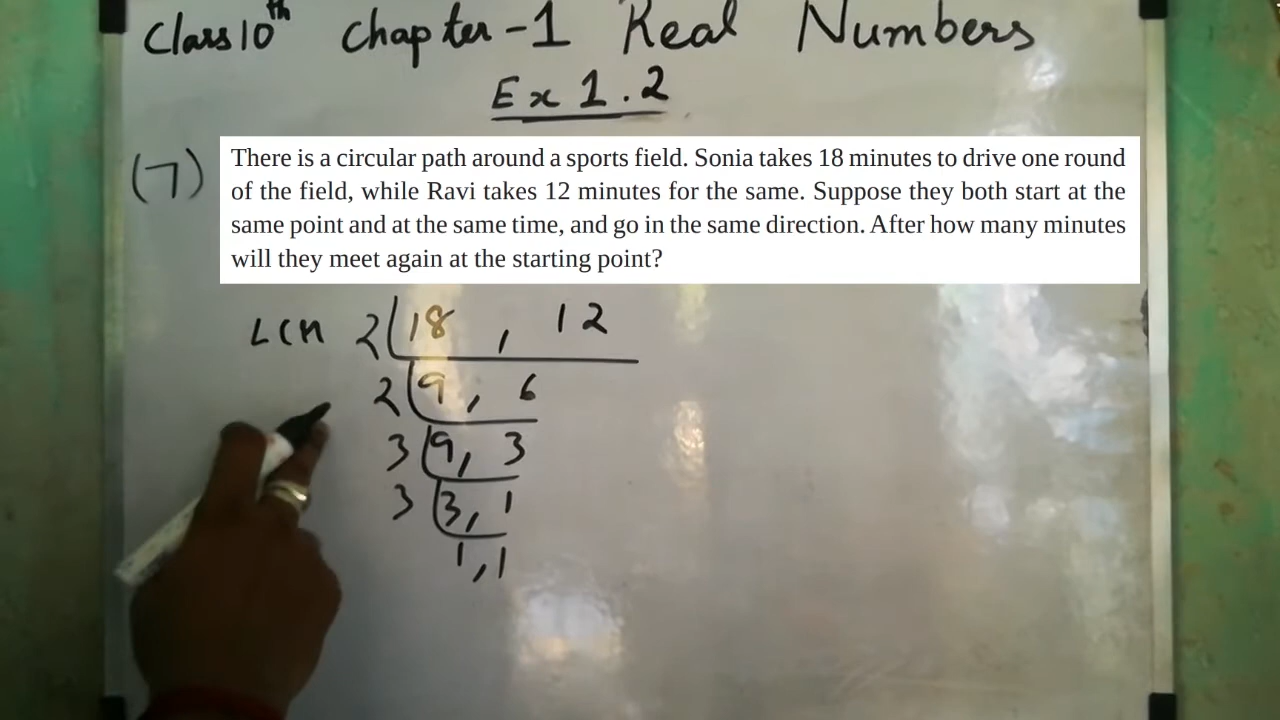 Class 10th Chapter-1 Real Numbers
Ex 1.2
(7) There is a circular path around a sports field. Sonia takes 18 minutes to drive one round
of the field, while Ravi takes 12 minutes for the same. Suppose they both start at the
same point and at the same time, and go in the same direction. After how many minutes
will they meet again at the starting point?
LCM 2 18 , 12
2 9 , 6
3 9, 3
3 3, 1
1, 1